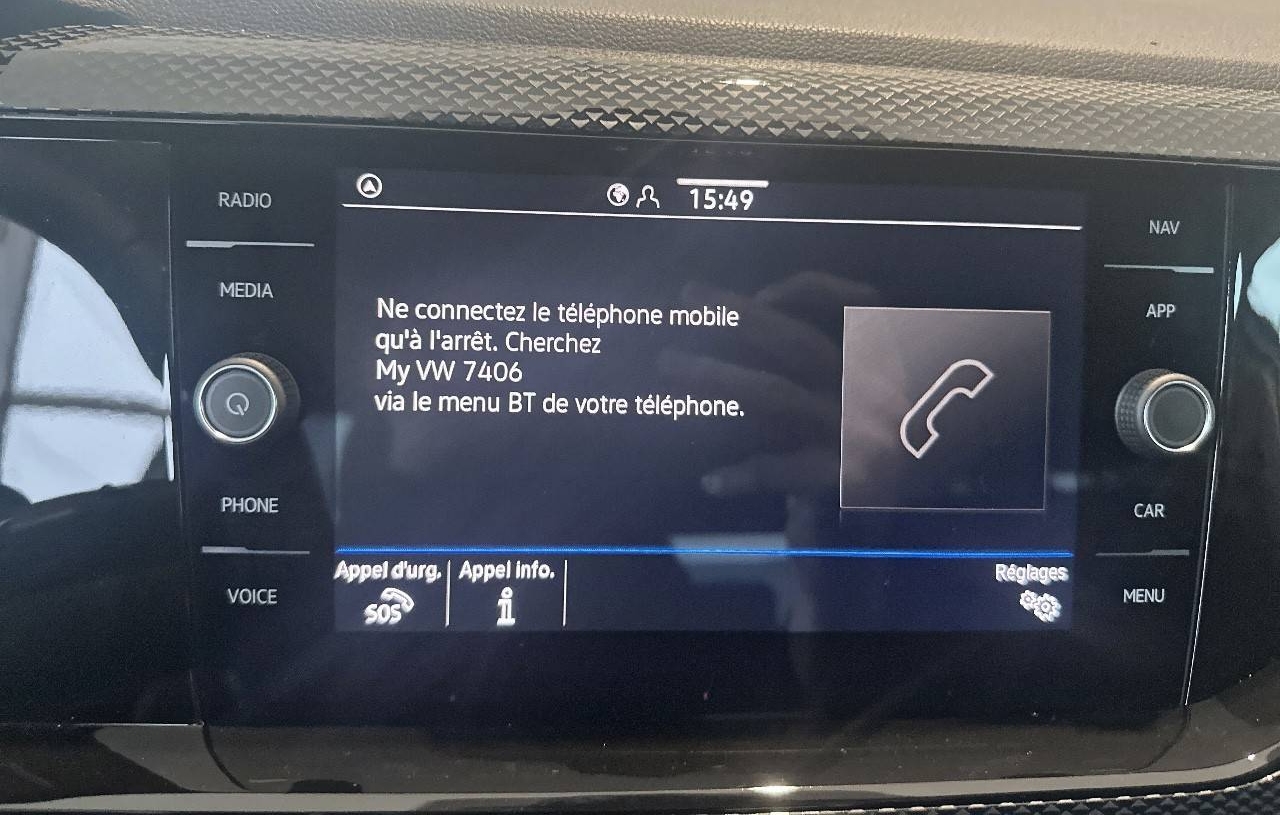 15:49
RADIO
MEDIA
PHONE
VOICE
Ne connectez le téléphone mobile
qu'à l'arrêt. Cherchez
My VW 7406
via le menu BT de votre téléphone.
Appel d'urg.
SOS
Appel info.
i
Réglages
NAV
APP
CAR
MENU